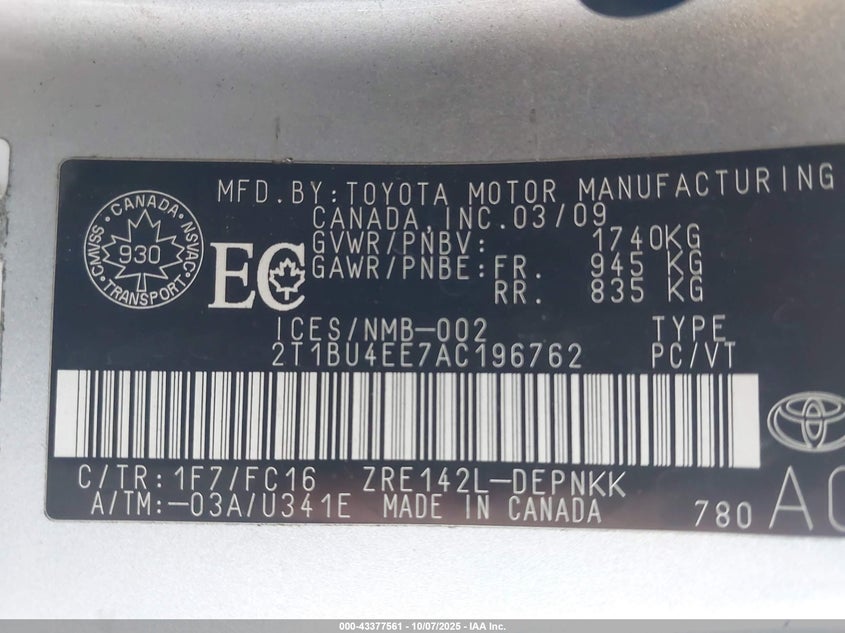 MFD.BY:TOYOTA MOTOR MANUFACTURING
CANADA,INC.03/09
GVWR/PNBV: 1740KG
GAWR/PNBE:FR. 945 KG
RR. 835 KG
CANADA
CMVSS 930 NSVAC
TRANSPORT
EC
ICES/NMB-002 TYPE
2T1BU4EE7AC196762 PC/VT
C/TR:1F7/FC16 ZRE142L-DEPNKK
A/TM:-03A/U341E MADE IN CANADA 780
000-43377561 - 10/07/2025 - IAA Inc.